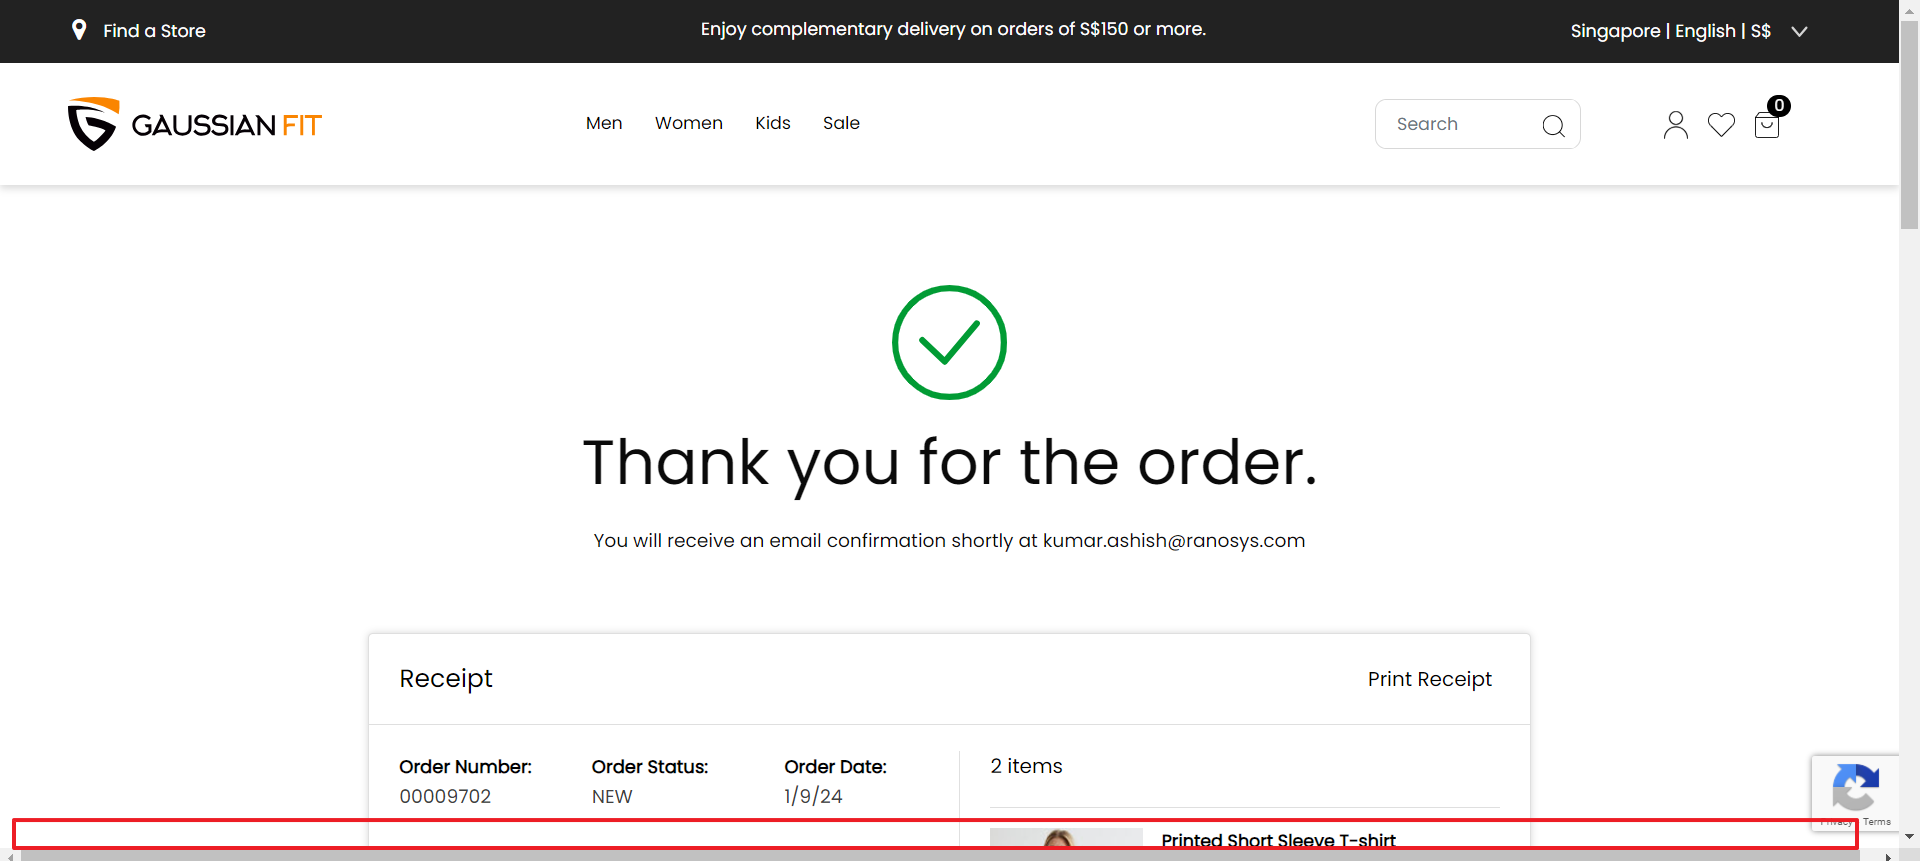 Find a Store
Enjoy complementary delivery on orders of S$150 or more.
Singapore | English | S$
GAUSSIAN FIT
Men Women Kids Sale
Search
0
Thank you for the order.
You will receive an email confirmation shortly at kumar.ashish@ranosys.com
Receipt
Print Receipt
Order Number: Order Status: Order Date:
00009702 NEW 1/9/24
2 items
Printed Short Sleeve T-shirt
Privacy Terms